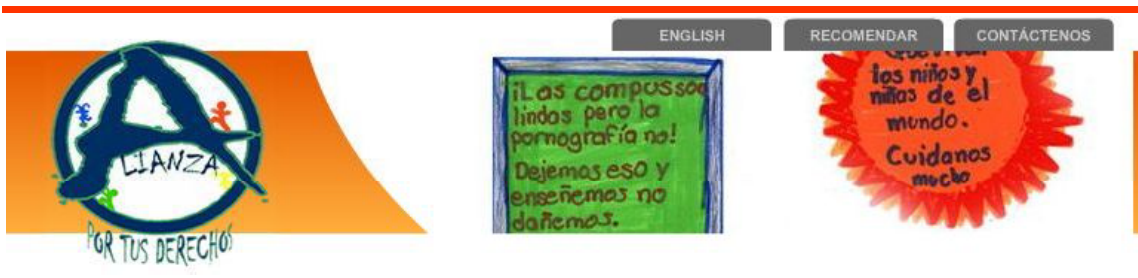 ENGLISH
RECOMENDAR
CONTÁCTENOS
ALIANZA
POR TUS DERECHOS
¡Las compusson
lindas pero la
pornografía no!
Dejemos eso y
enseñemos no
dañemos.
los niños y
niñas de el
mundo.
Cuidanos
mucho